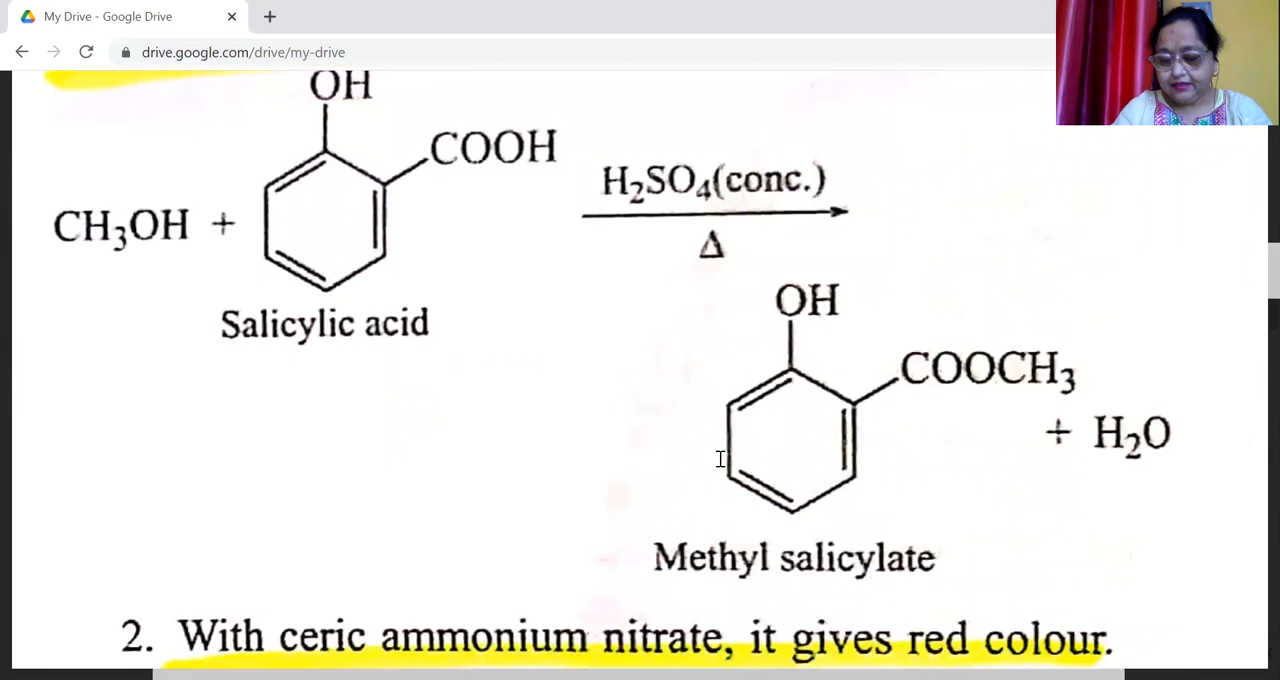 My Drive - Google Drive
drive.google.com/drive/my-drive
OH
COOH
H₂SO₄(conc.)
CH₃OH +
Δ
Salicylic acid
OH
COOCH₃
+ H₂O
Methyl salicylate
2. With ceric ammonium nitrate, it gives red colour.